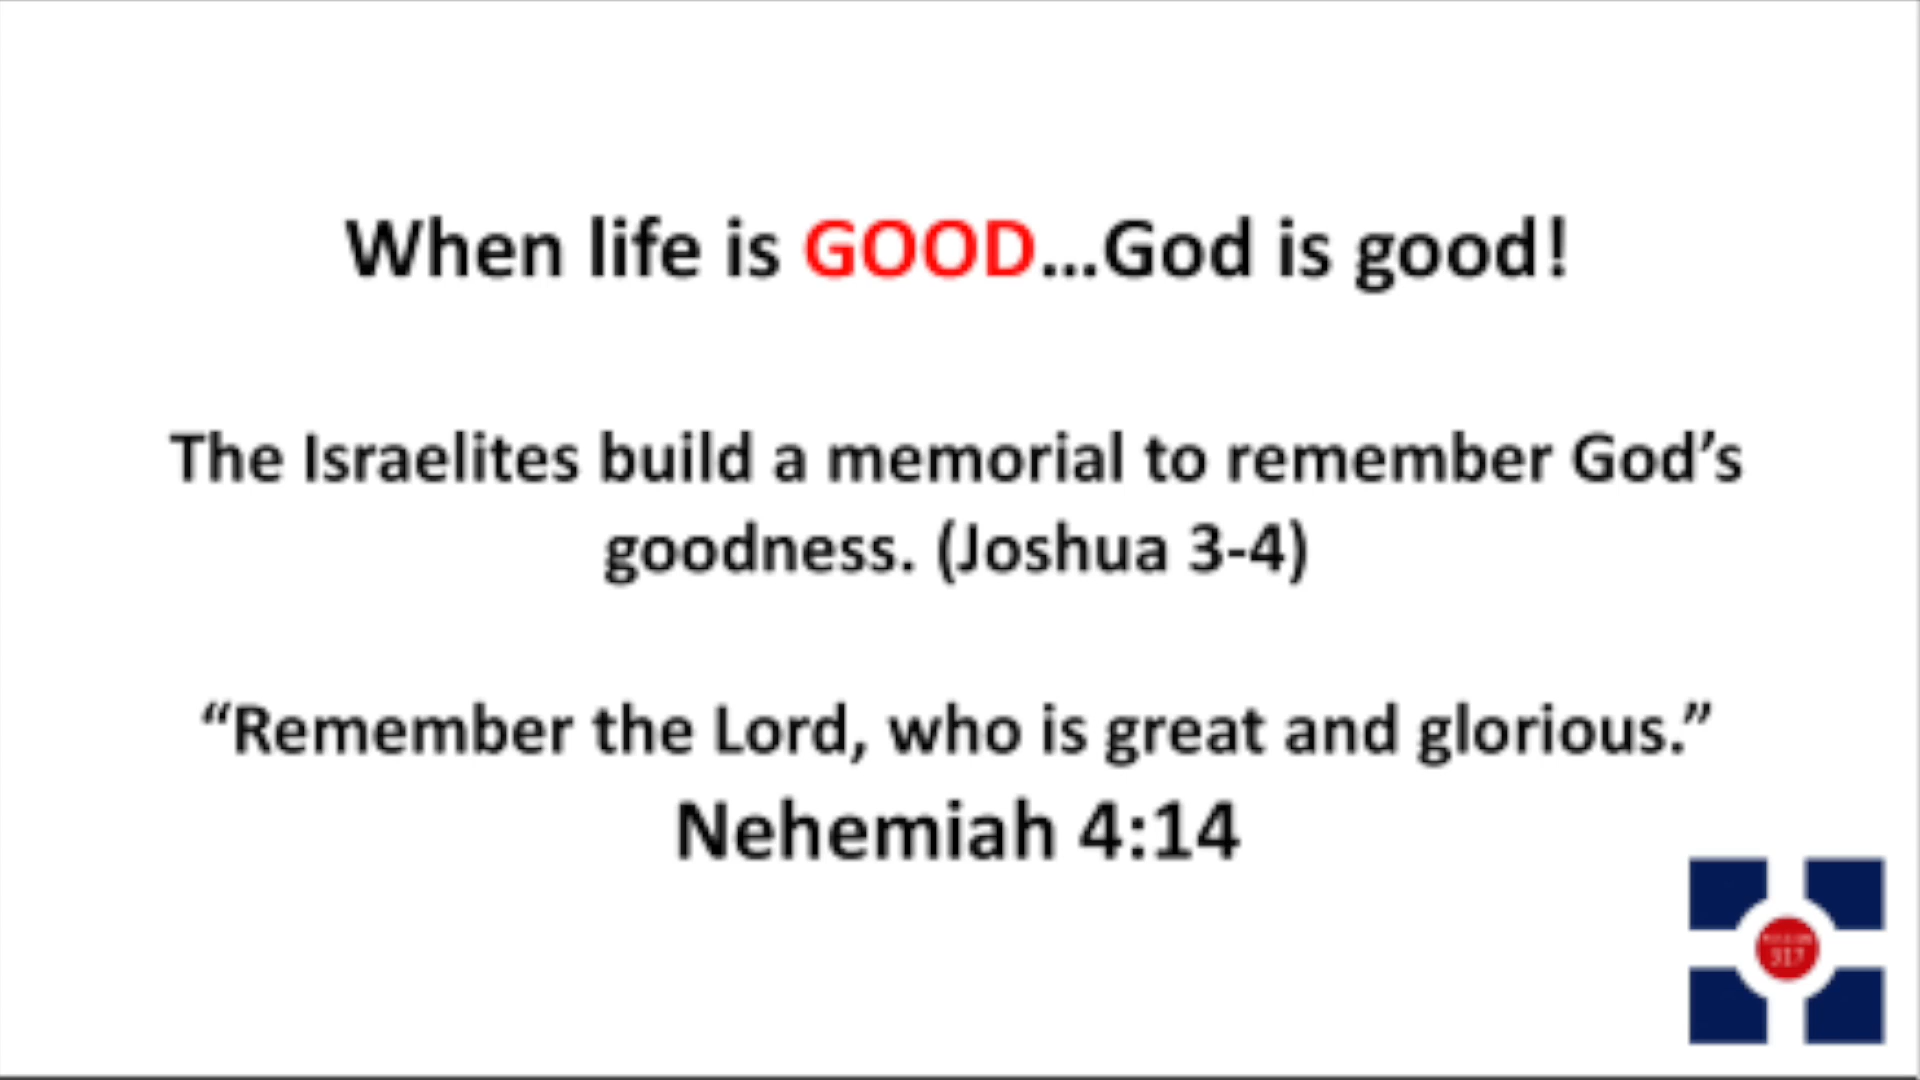 When life is GOOD...God is good!
The Israelites build a memorial to remember God’s
goodness. (Joshua 3-4)
“Remember the Lord, who is great and glorious.”
Nehemiah 4:14
317